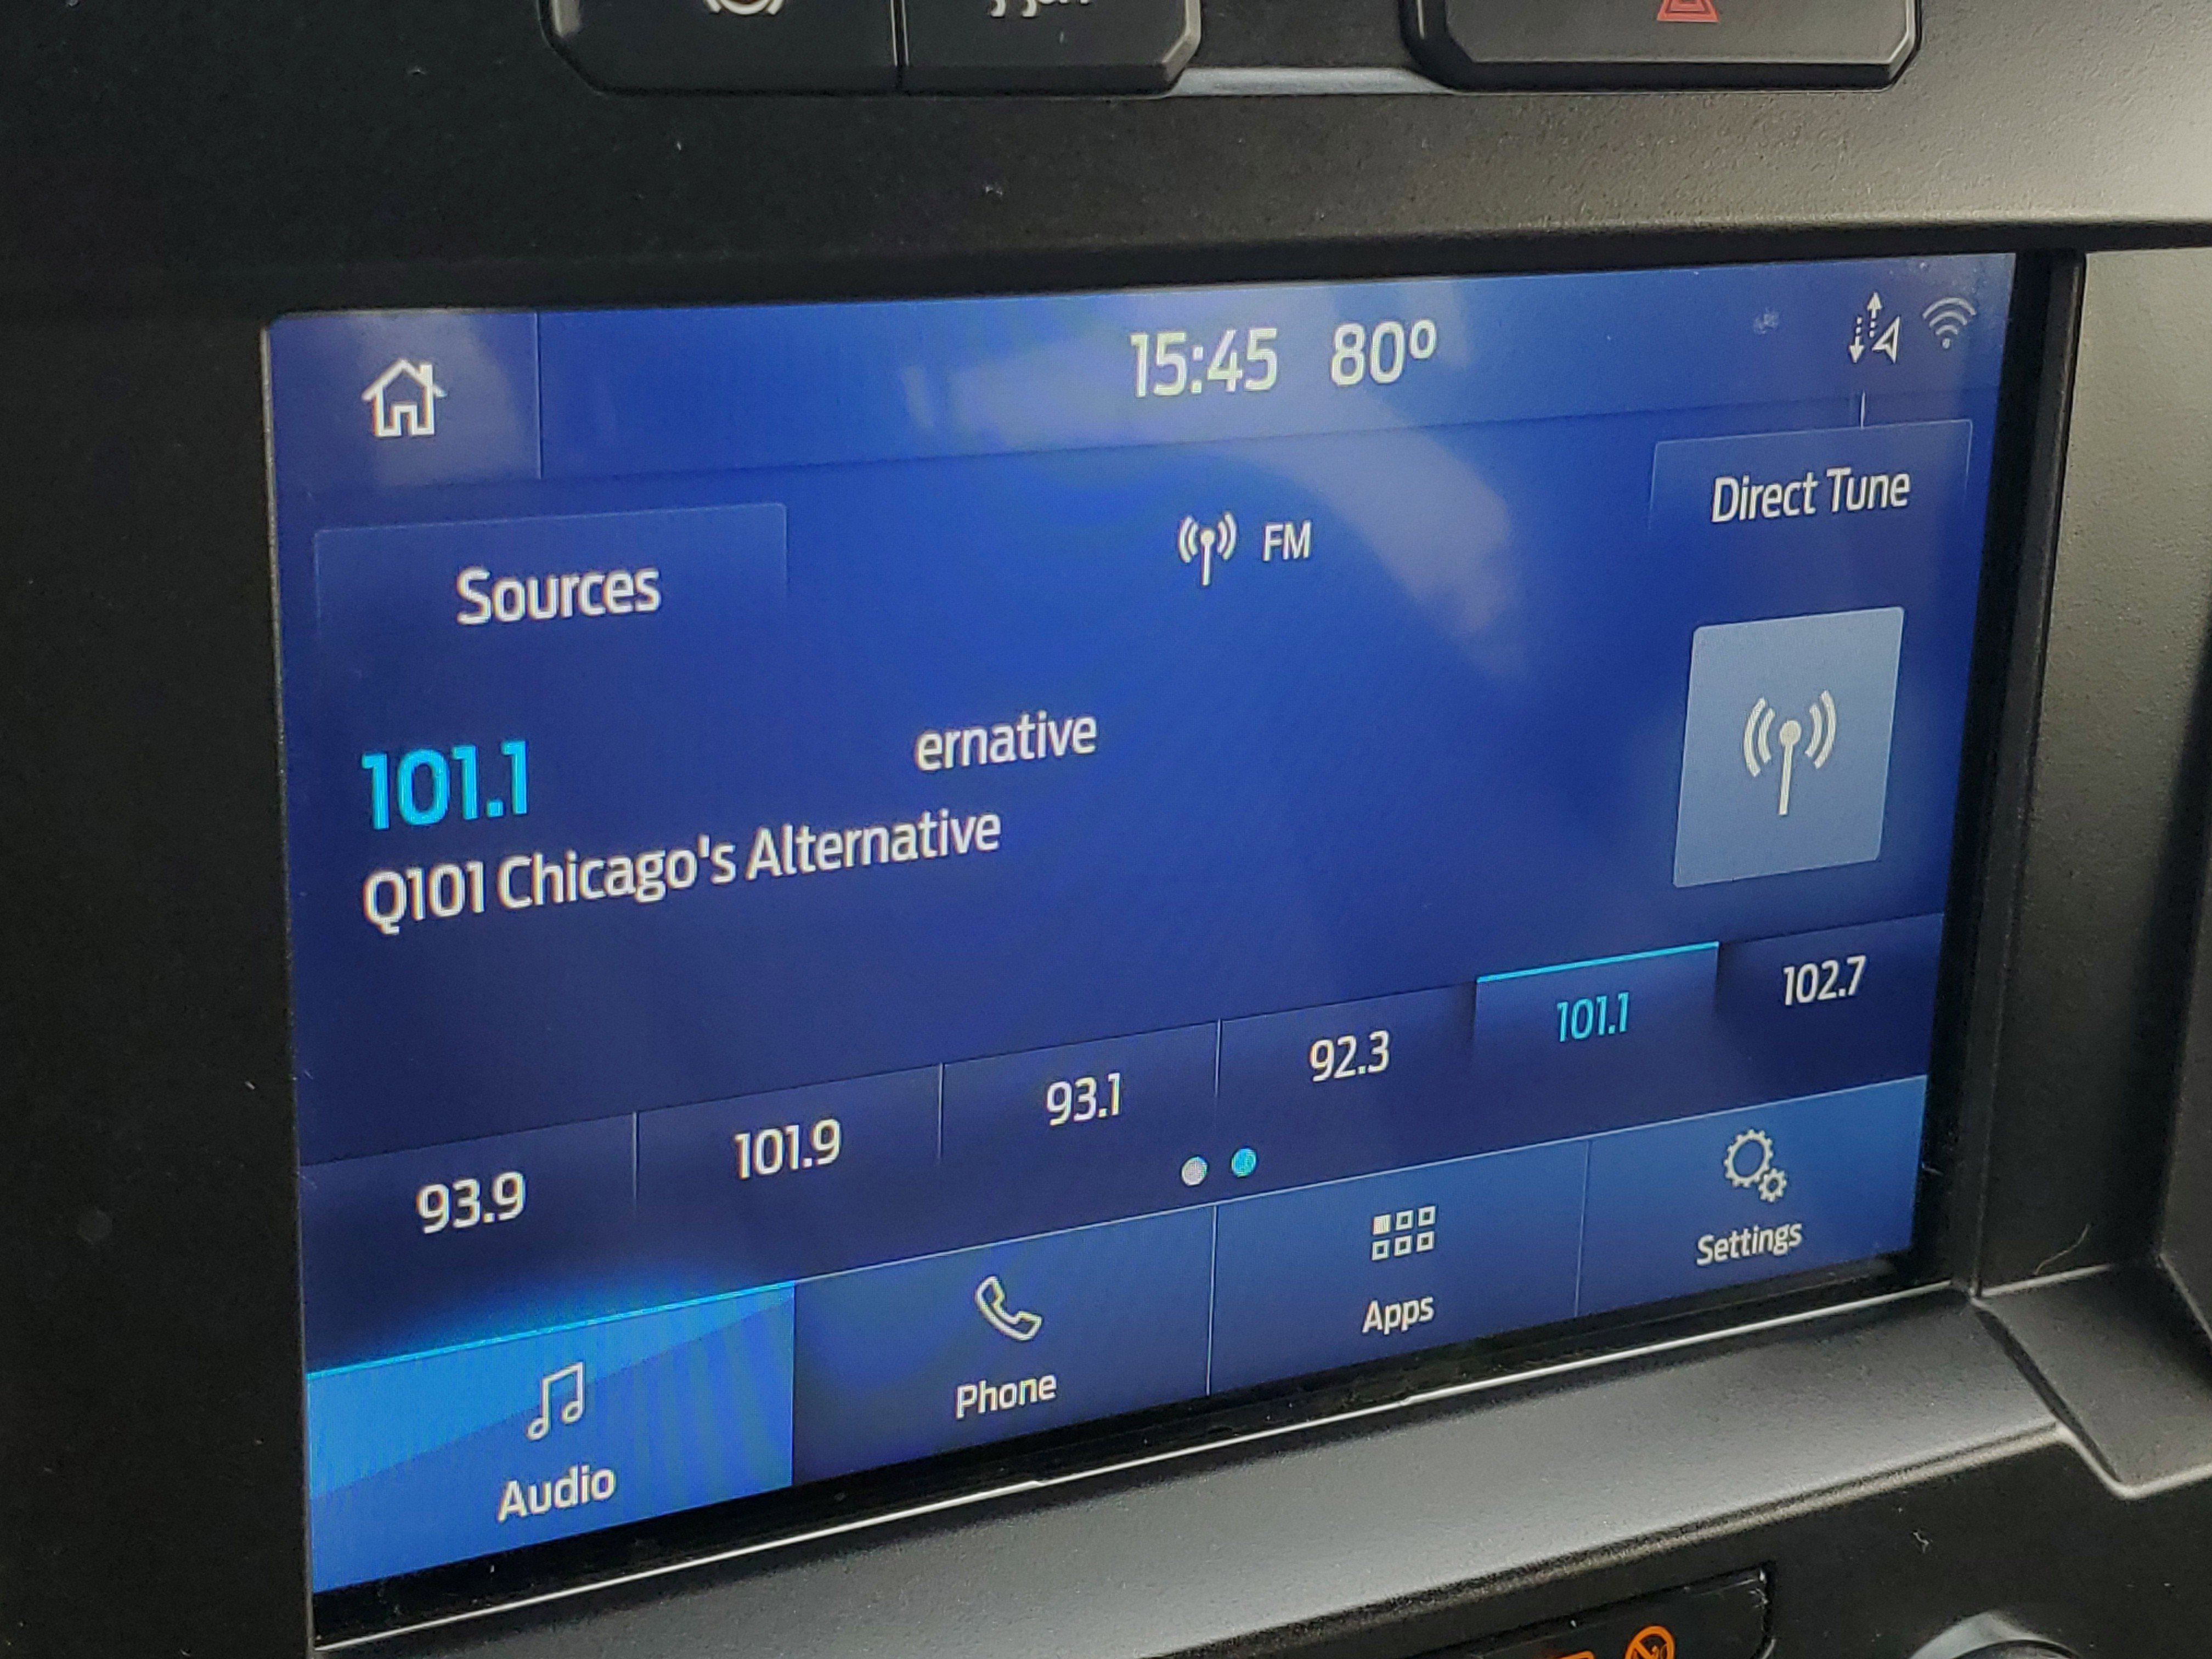 15:45 80º
Sources
FM
Direct Tune
101.1
ernative
Q101 Chicago's Alternative
93.9
101.9
93.1
92.3
101.1
102.7
Audio
Phone
Apps
Settings